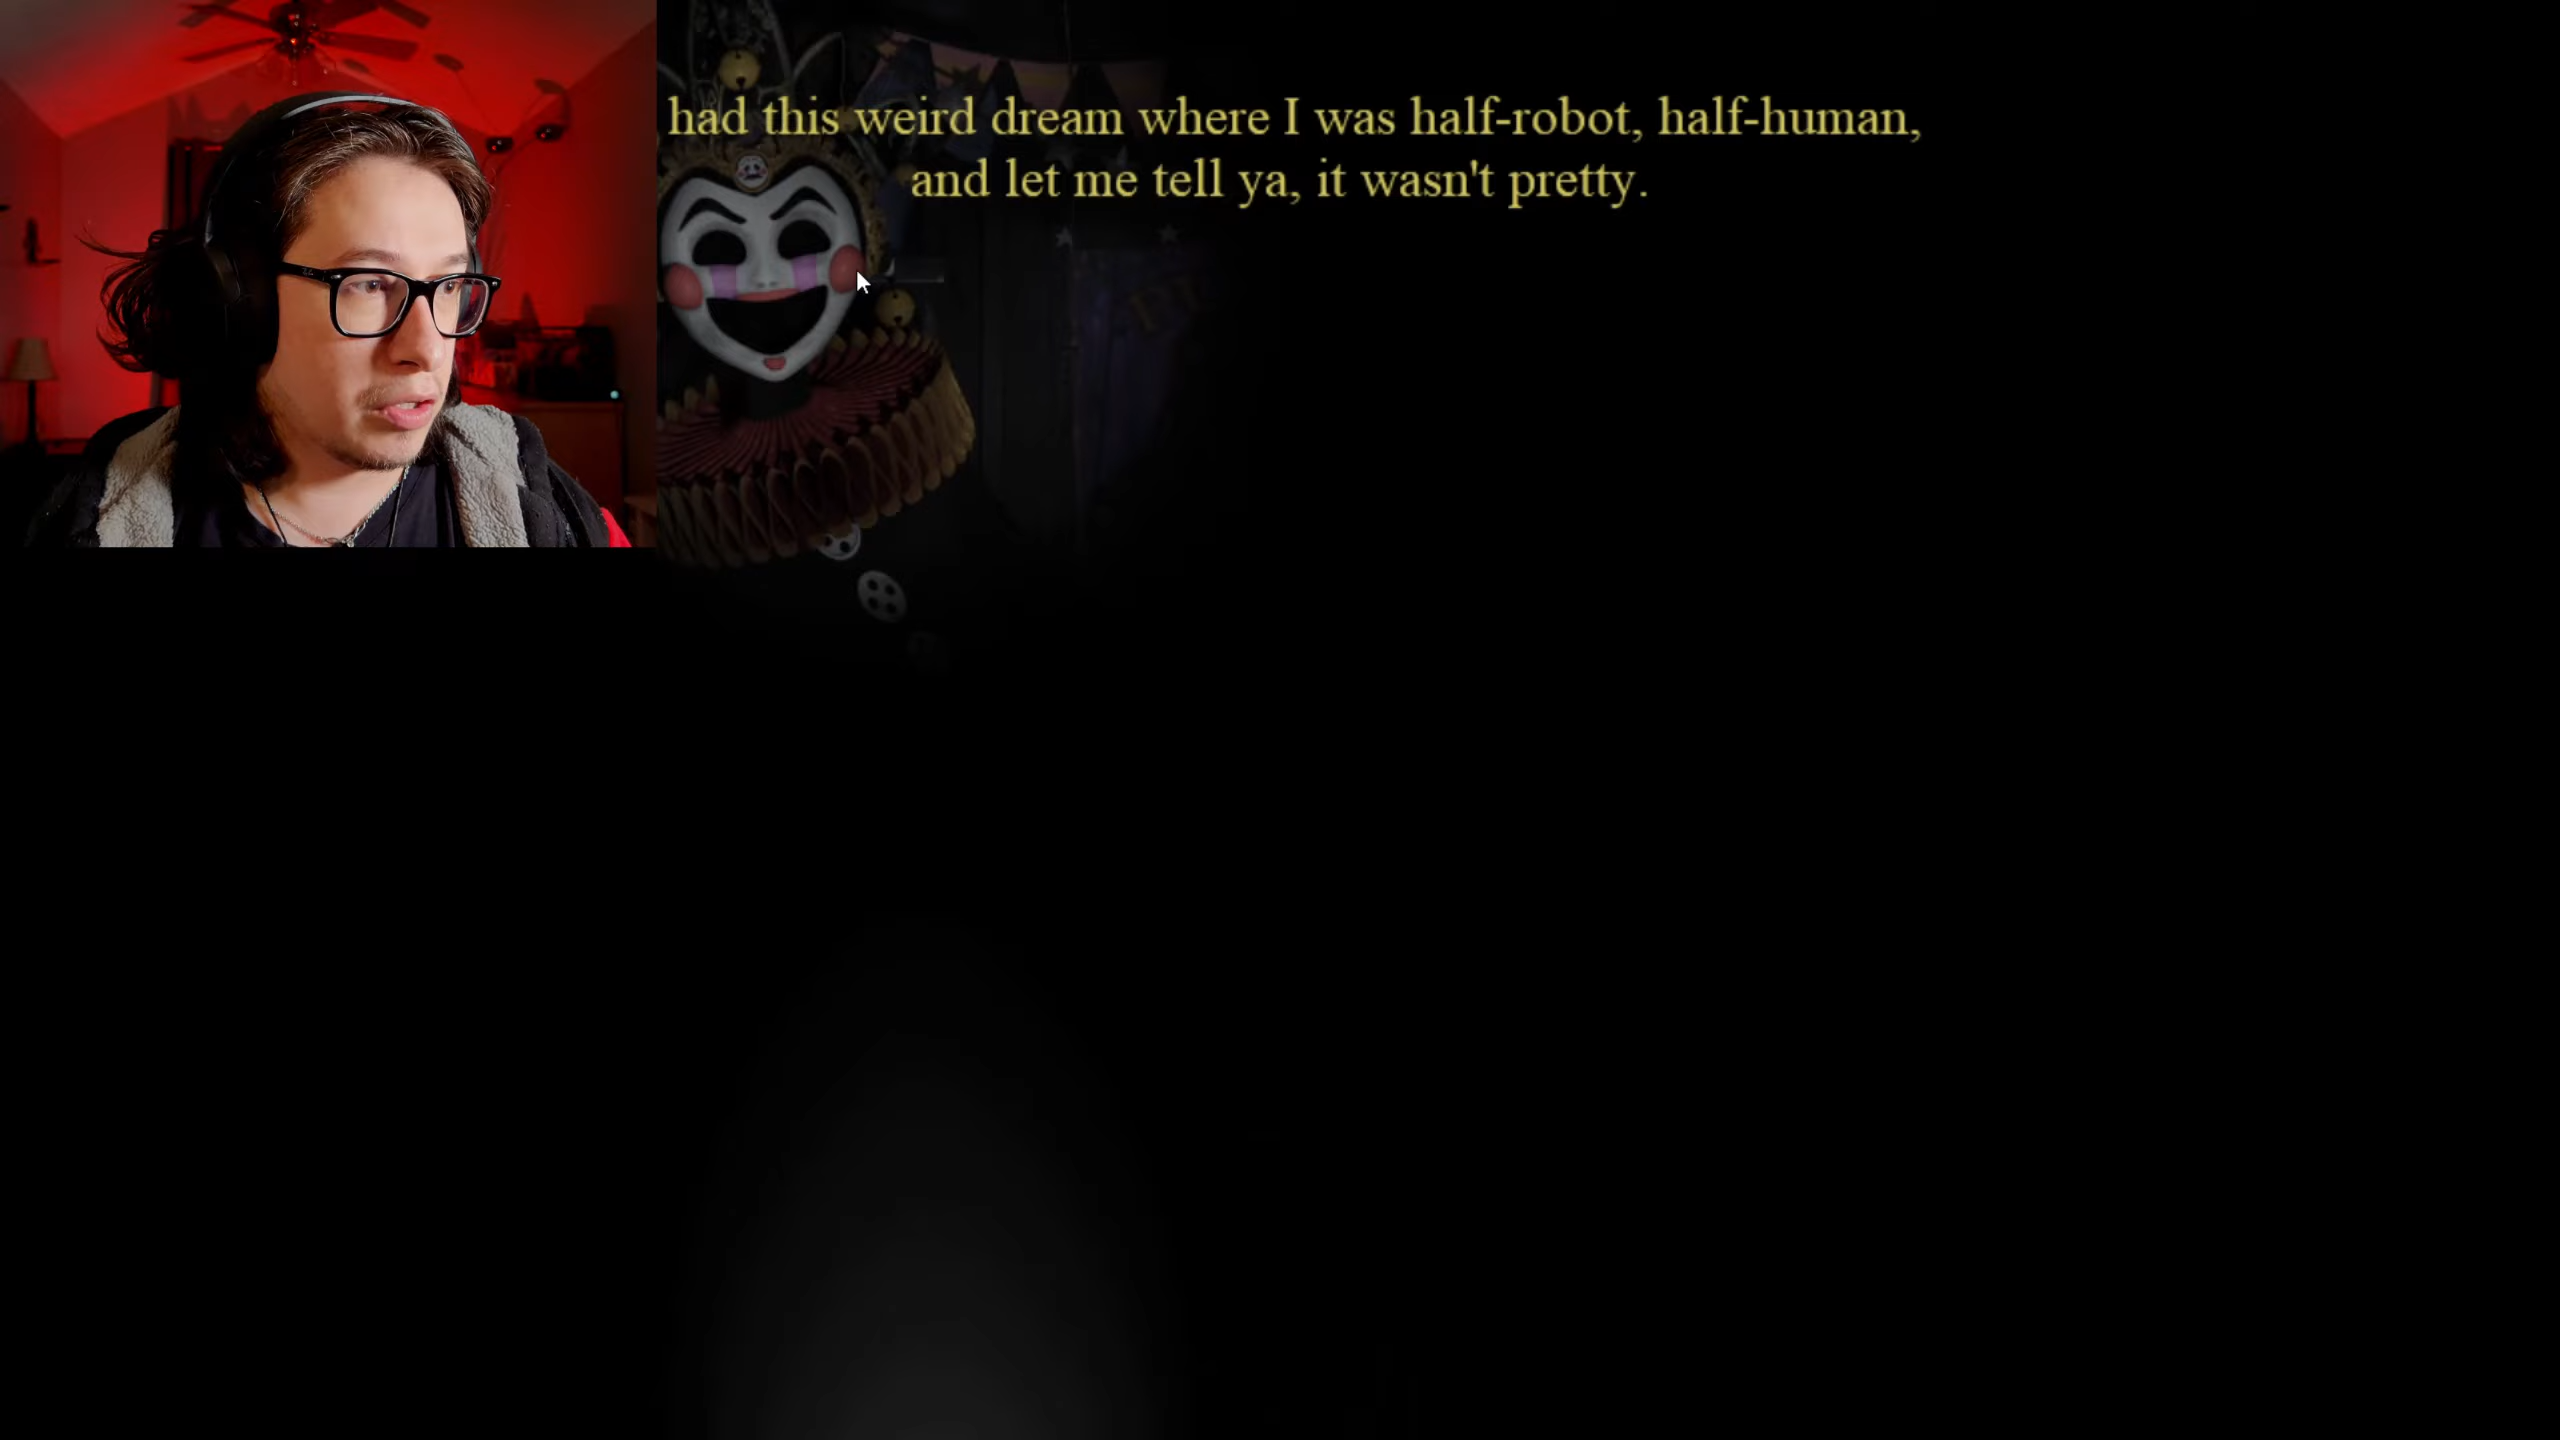 had this weird dream where I was half-robot, half-human,
and let me tell ya, it wasn't pretty.